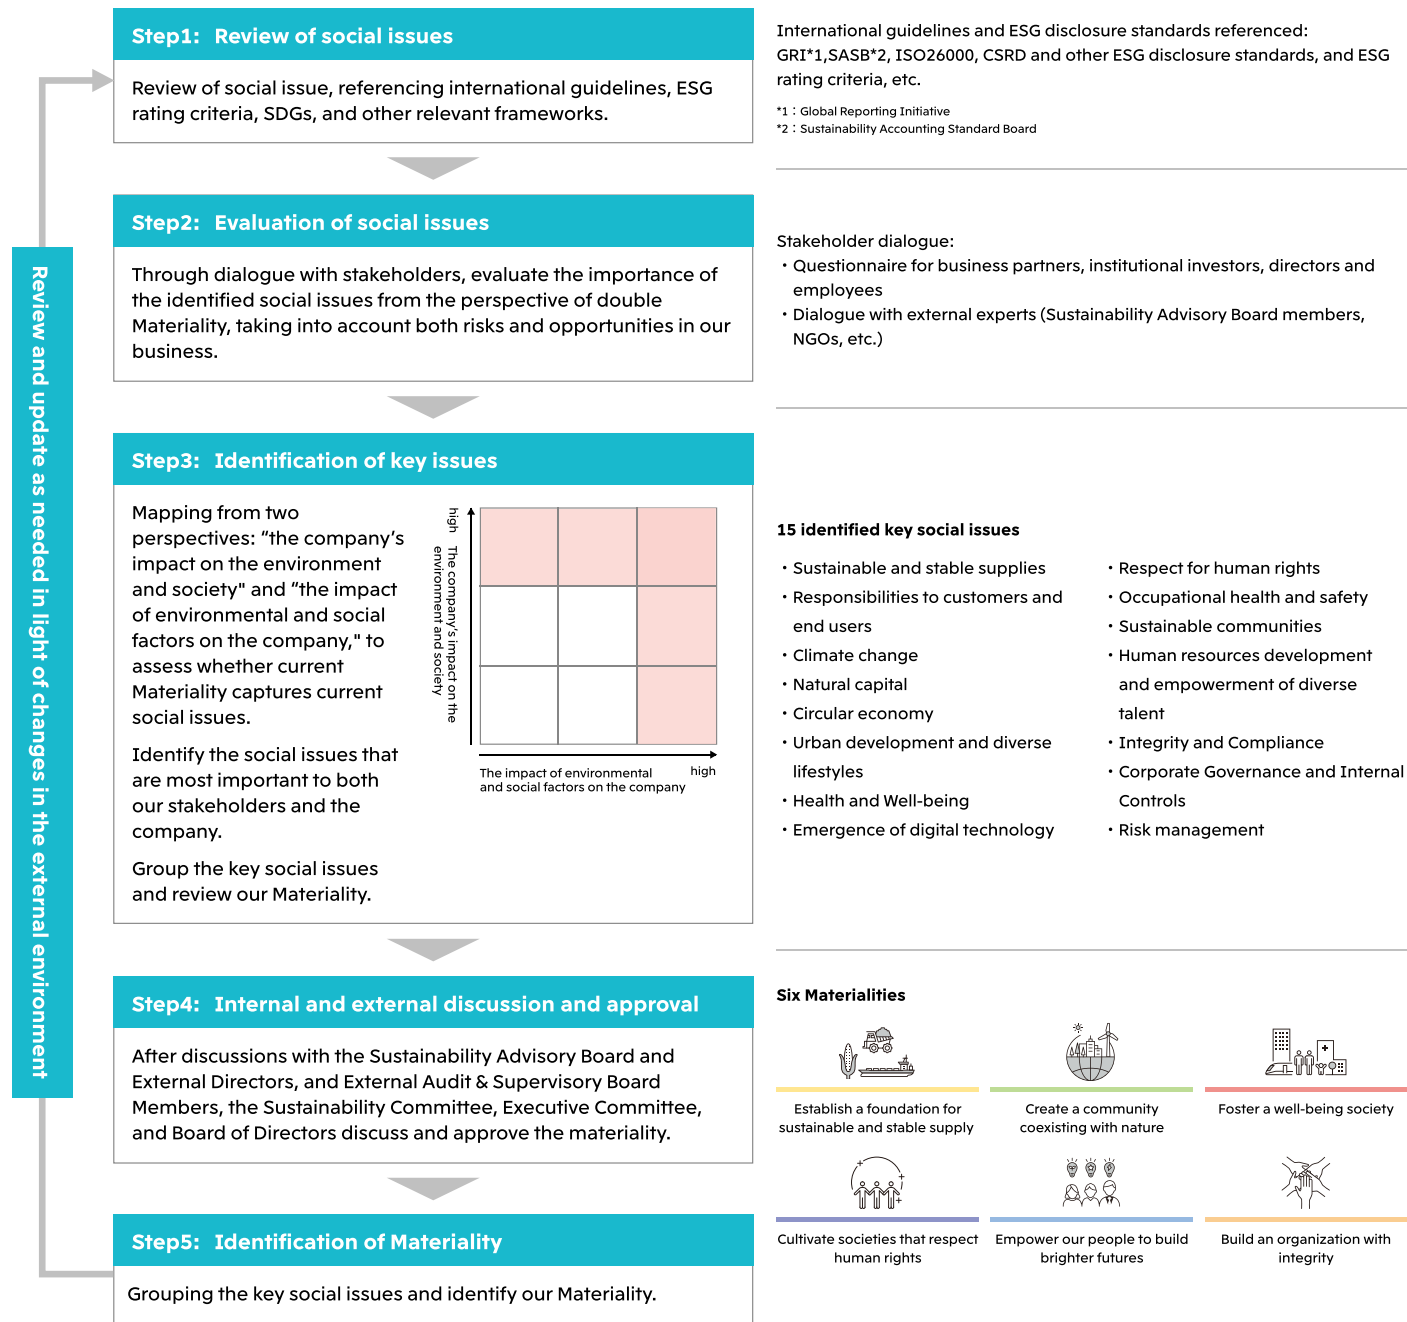 Review and update as needed in light of changes in the external environment
Step1: Review of social issues
Review of social issue, referencing international guidelines, ESG
rating criteria, SDGs, and other relevant frameworks.
International guidelines and ESG disclosure standards referenced:
GRI*1,SASB*2, ISO26000, CSRD and other ESG disclosure standards, and ESG
rating criteria, etc.
*1：Global Reporting Initiative
*2：Sustainability Accounting Standard Board
Step2: Evaluation of social issues
Through dialogue with stakeholders, evaluate the importance of
the identified social issues from the perspective of double
Materiality, taking into account both risks and opportunities in our
business.
Stakeholder dialogue:
・Questionnaire for business partners, institutional investors, directors and
employees
・Dialogue with external experts (Sustainability Advisory Board members,
NGOs, etc.)
Step3: Identification of key issues
Mapping from two
perspectives: “the company’s
impact on the environment
and society" and “the impact
of environmental and social
factors on the company," to
assess whether current
Materiality captures current
social issues.
Identify the social issues that
are most important to both
our stakeholders and the
company.
Group the key social issues
and review our Materiality.
high
The company’s impact on the
environment and society
The impact of environmental
and social factors on the company
high
15 identified key social issues
・Sustainable and stable supplies
・Responsibilities to customers and
end users
・Climate change
・Natural capital
・Circular economy
・Urban development and diverse
lifestyles
・Health and Well-being
・Emergence of digital technology
・Respect for human rights
・Occupational health and safety
・Sustainable communities
・Human resources development
and empowerment of diverse
talent
・Integrity and Compliance
・Corporate Governance and Internal
Controls
・Risk management
Step4: Internal and external discussion and approval
After discussions with the Sustainability Advisory Board and
External Directors, and External Audit & Supervisory Board
Members, the Sustainability Committee, Executive Committee,
and Board of Directors discuss and approve the materiality.
Six Materialities
Establish a foundation for
sustainable and stable supply
Create a community
coexisting with nature
Foster a well-being society
Cultivate societies that respect
human rights
Empower our people to build
brighter futures
Build an organization with
integrity
Step5: Identification of Materiality
Grouping the key social issues and identify our Materiality.